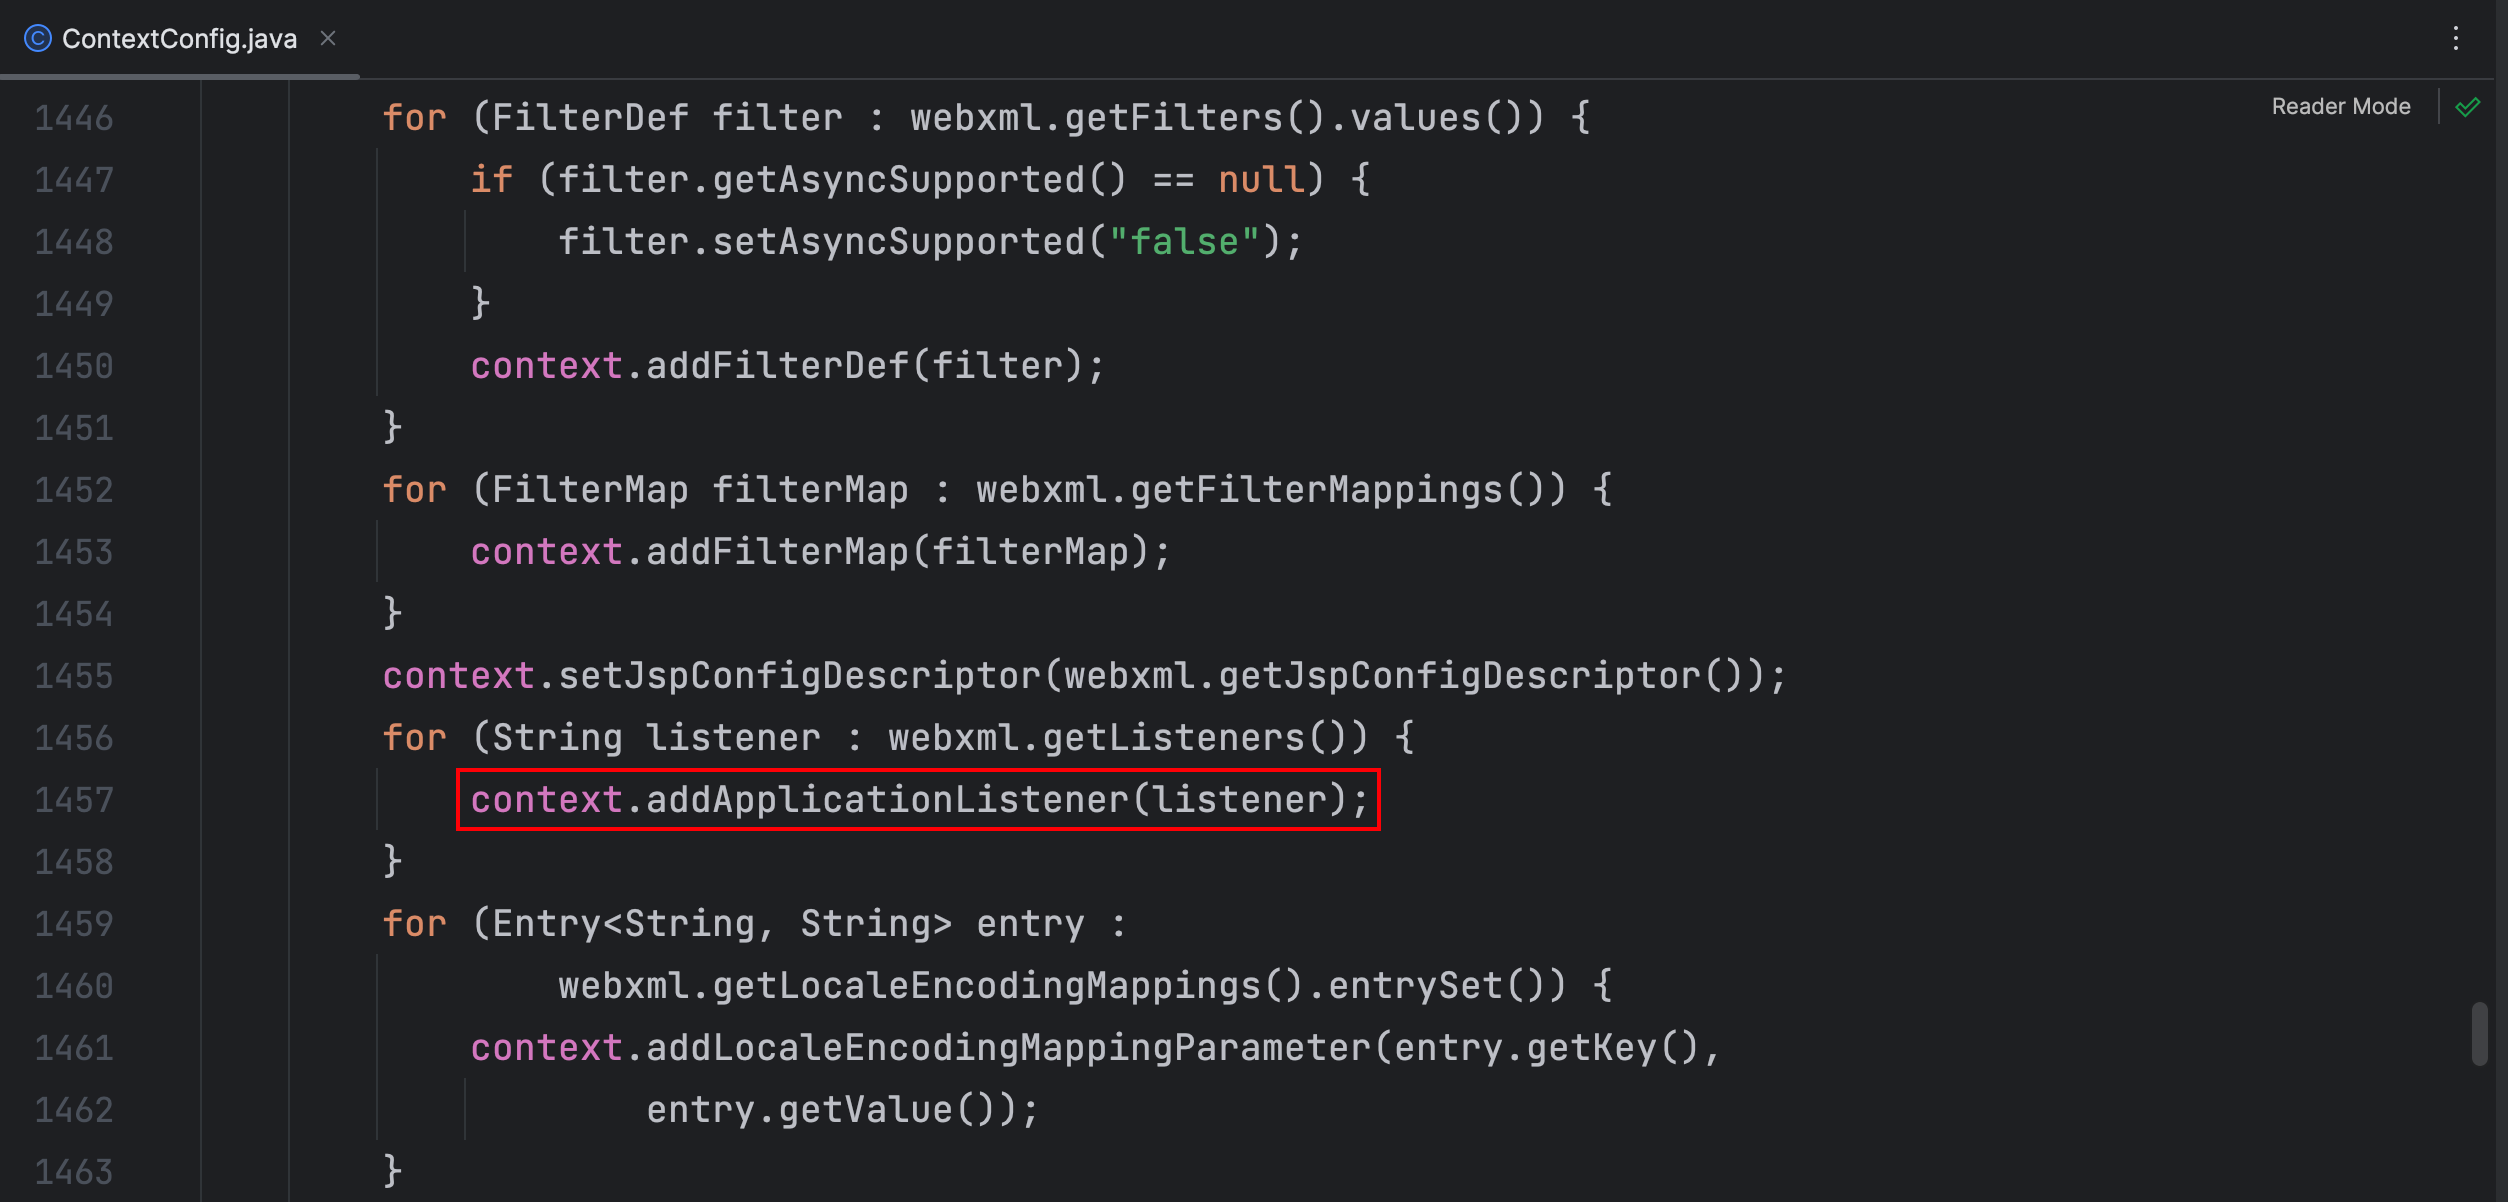 ContextConfig.java
Reader Mode
1446 for (FilterDef filter : webxml.getFilters().values()) {
1447 if (filter.getAsyncSupported() == null) {
1448 filter.setAsyncSupported("false");
1449 }
1450 context.addFilterDef(filter);
1451 }
1452 for (FilterMap filterMap : webxml.getFilterMappings()) {
1453 context.addFilterMap(filterMap);
1454 }
1455 context.setJspConfigDescriptor(webxml.getJspConfigDescriptor());
1456 for (String listener : webxml.getListeners()) {
1457 context.addApplicationListener(listener);
1458 }
1459 for (Entry<String, String> entry :
1460 webxml.getLocaleEncodingMappings().entrySet()) {
1461 context.addLocaleEncodingMappingParameter(entry.getKey(),
1462 entry.getValue());
1463 }